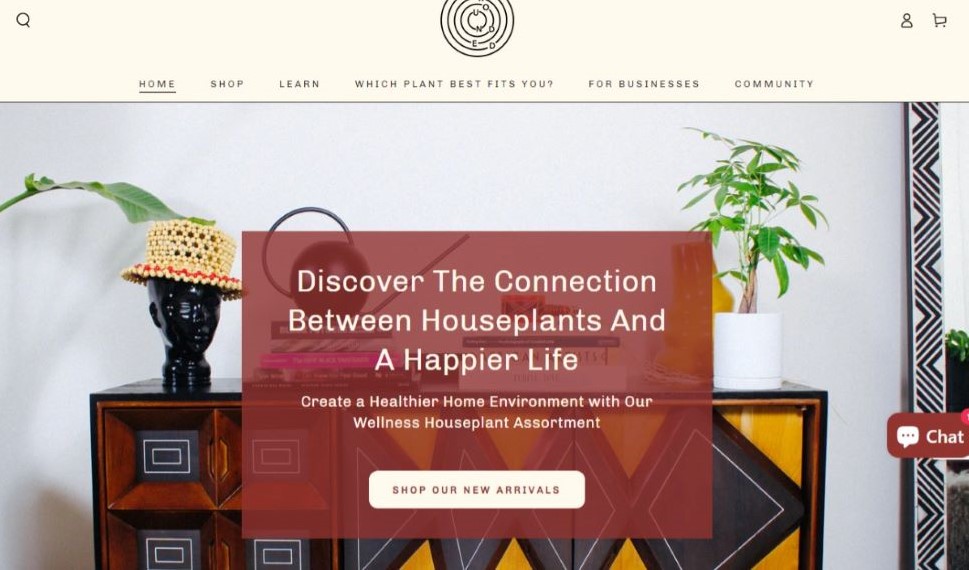 HOME SHOP LEARN WHICH PLANT BEST FITS YOU? FOR BUSINESSES COMMUNITY
Discover The Connection
Between Houseplants And
A Happier Life
Create a Healthier Home Environment with Our
Wellness Houseplant Assortment
SHOP OUR NEW ARRIVALS
Chat